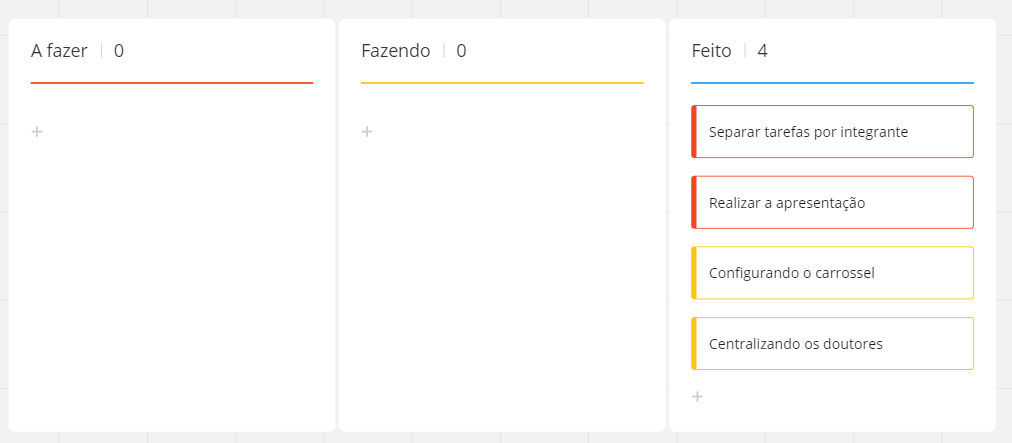 A fazer | 0
Fazendo | 0
Feito | 4
+
+
Separar tarefas por integrante
Realizar a apresentação
Configurando o carrossel
Centralizando os doutores
+